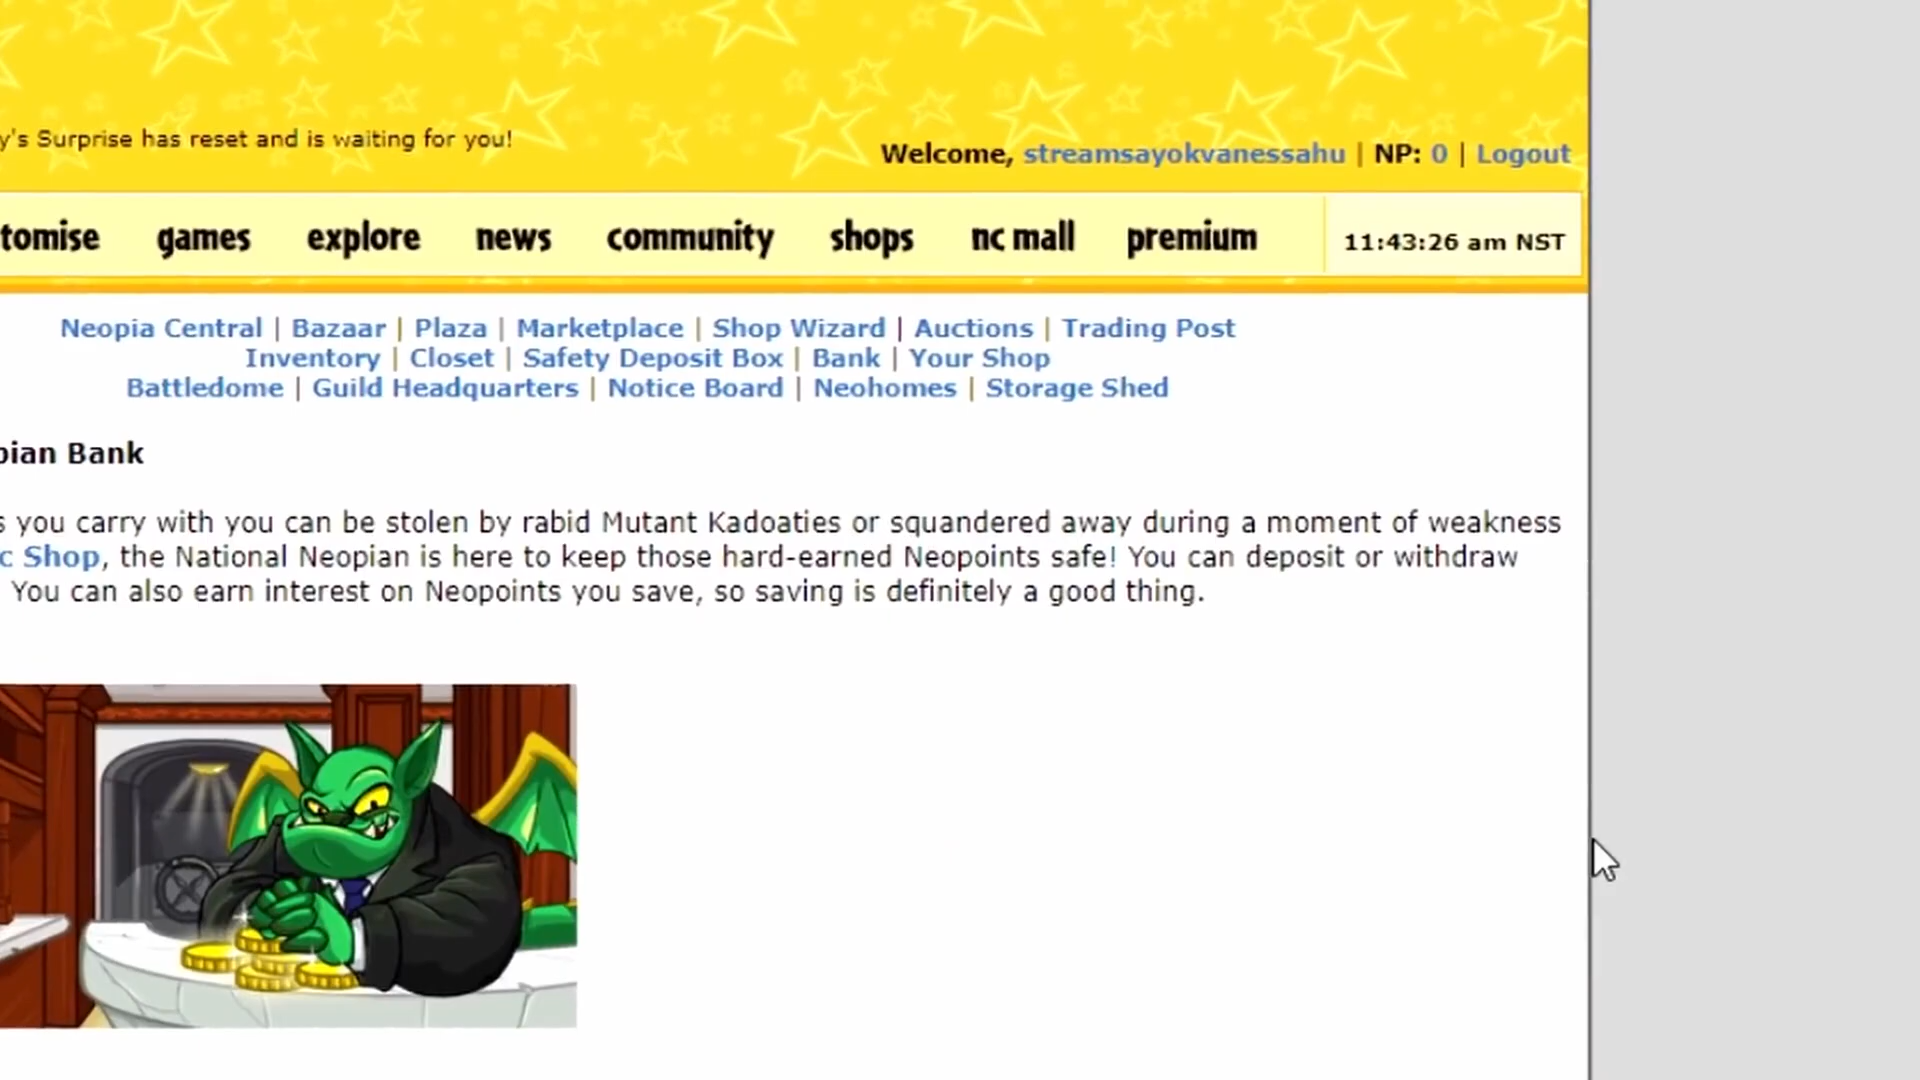 y's Surprise has reset and is waiting for you!
Welcome, streamsayokvanessahu | NP: 0 | Logout
tomise games explore news community shops nc mall premium 11:43:26 am NST
Neopia Central | Bazaar | Plaza | Marketplace | Shop Wizard | Auctions | Trading Post
Inventory | Closet | Safety Deposit Box | Bank | Your Shop
Battledome | Guild Headquarters | Notice Board | Neohomes | Storage Shed
pian Bank
s you carry with you can be stolen by rabid Mutant Kadoaties or squandered away during a moment of weakness
c Shop, the National Neopian is here to keep those hard-earned Neopoints safe! You can deposit or withdraw
You can also earn interest on Neopoints you save, so saving is definitely a good thing.